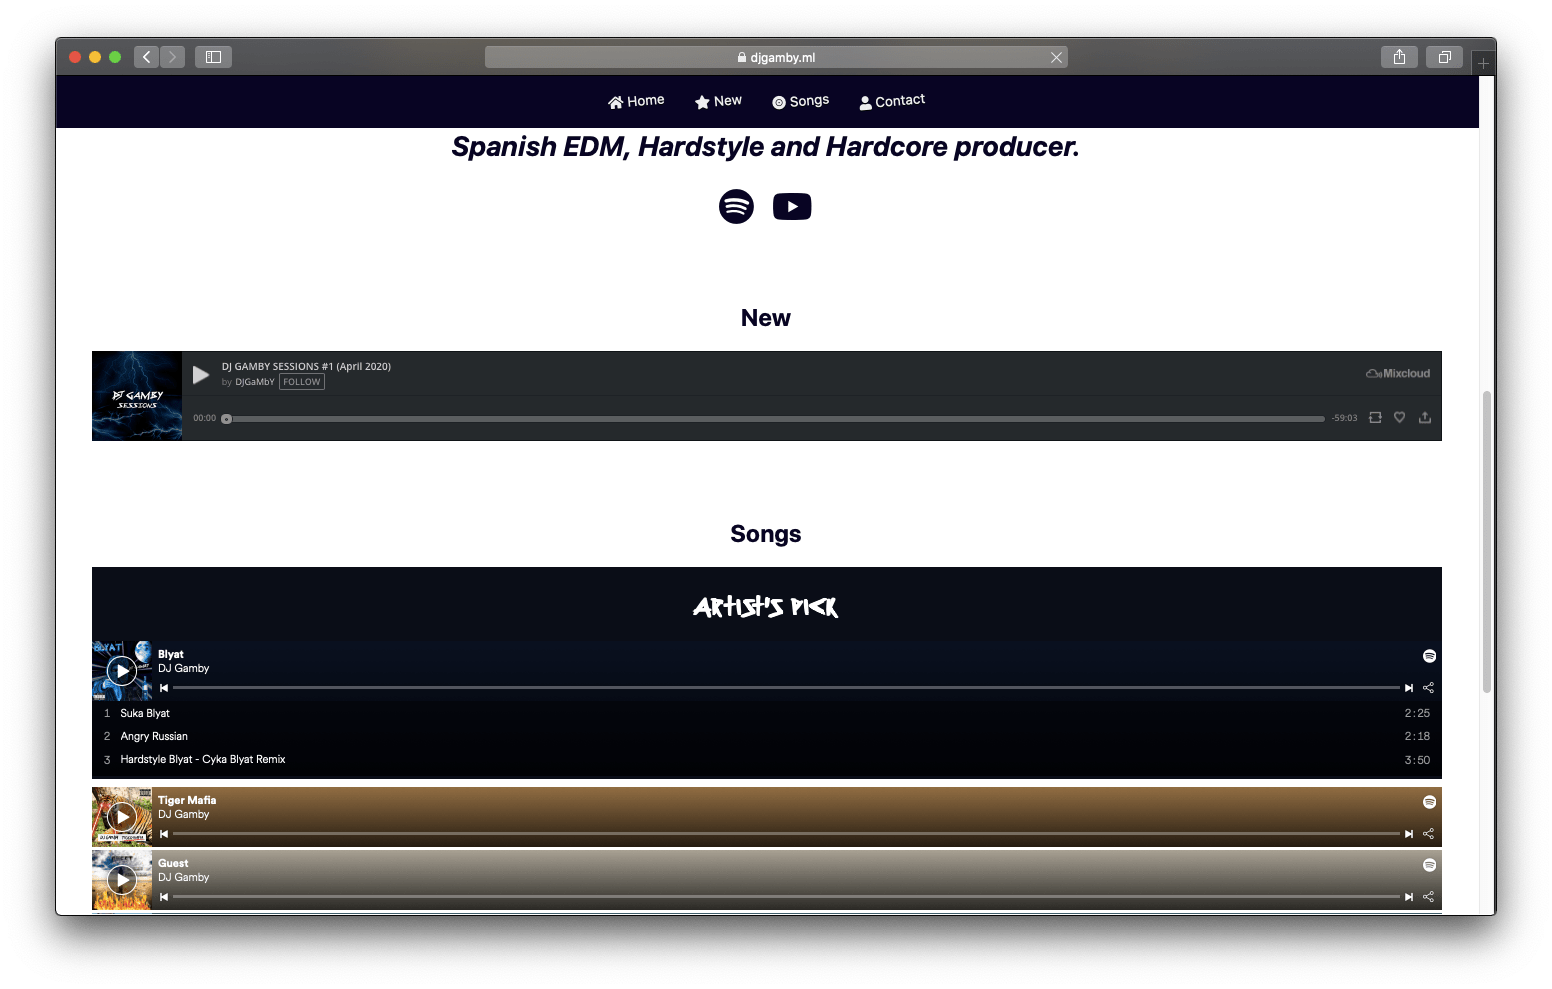 djgamby.ml
Home New Songs Contact
Spanish EDM, Hardstyle and Hardcore producer.
New
DJ GAMBY SESSIONS #1 (April 2020)
by DJGaMbY FOLLOW
Mixcloud
DJ GAMBY
SESSIONS
00:00 -59:03
Songs
ARTIST'S PICK
BLYAT
Blyat
DJ Gamby
1 Suka Blyat 2:25
2 Angry Russian 2:18
3 Hardstyle Blyat - Cyka Blyat Remix 3:50
Tiger Mafia
DJ Gamby
Guest
DJ Gamby